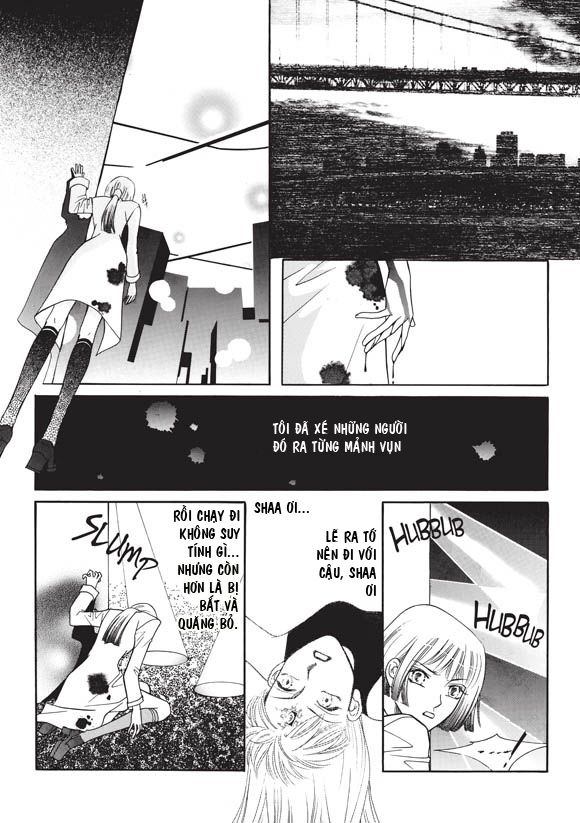 TÔI ĐÃ XÉ NHỮNG NGƯỜI
ĐÓ RA TỪNG MẢNH VỤN
RỒI CHẠY ĐI
KHÔNG SUY
TÍNH GÌ...
NHƯNG CÒN
HƠN LÀ BỊ
BẮT VÀ
QUẲNG BỎ.
SLUMP
SHAA ƠI...
LẼ RA TỚ
NÊN ĐI VỚI
CẬU, SHAA
ƠI
HUBBUB
HUBBUB
...!